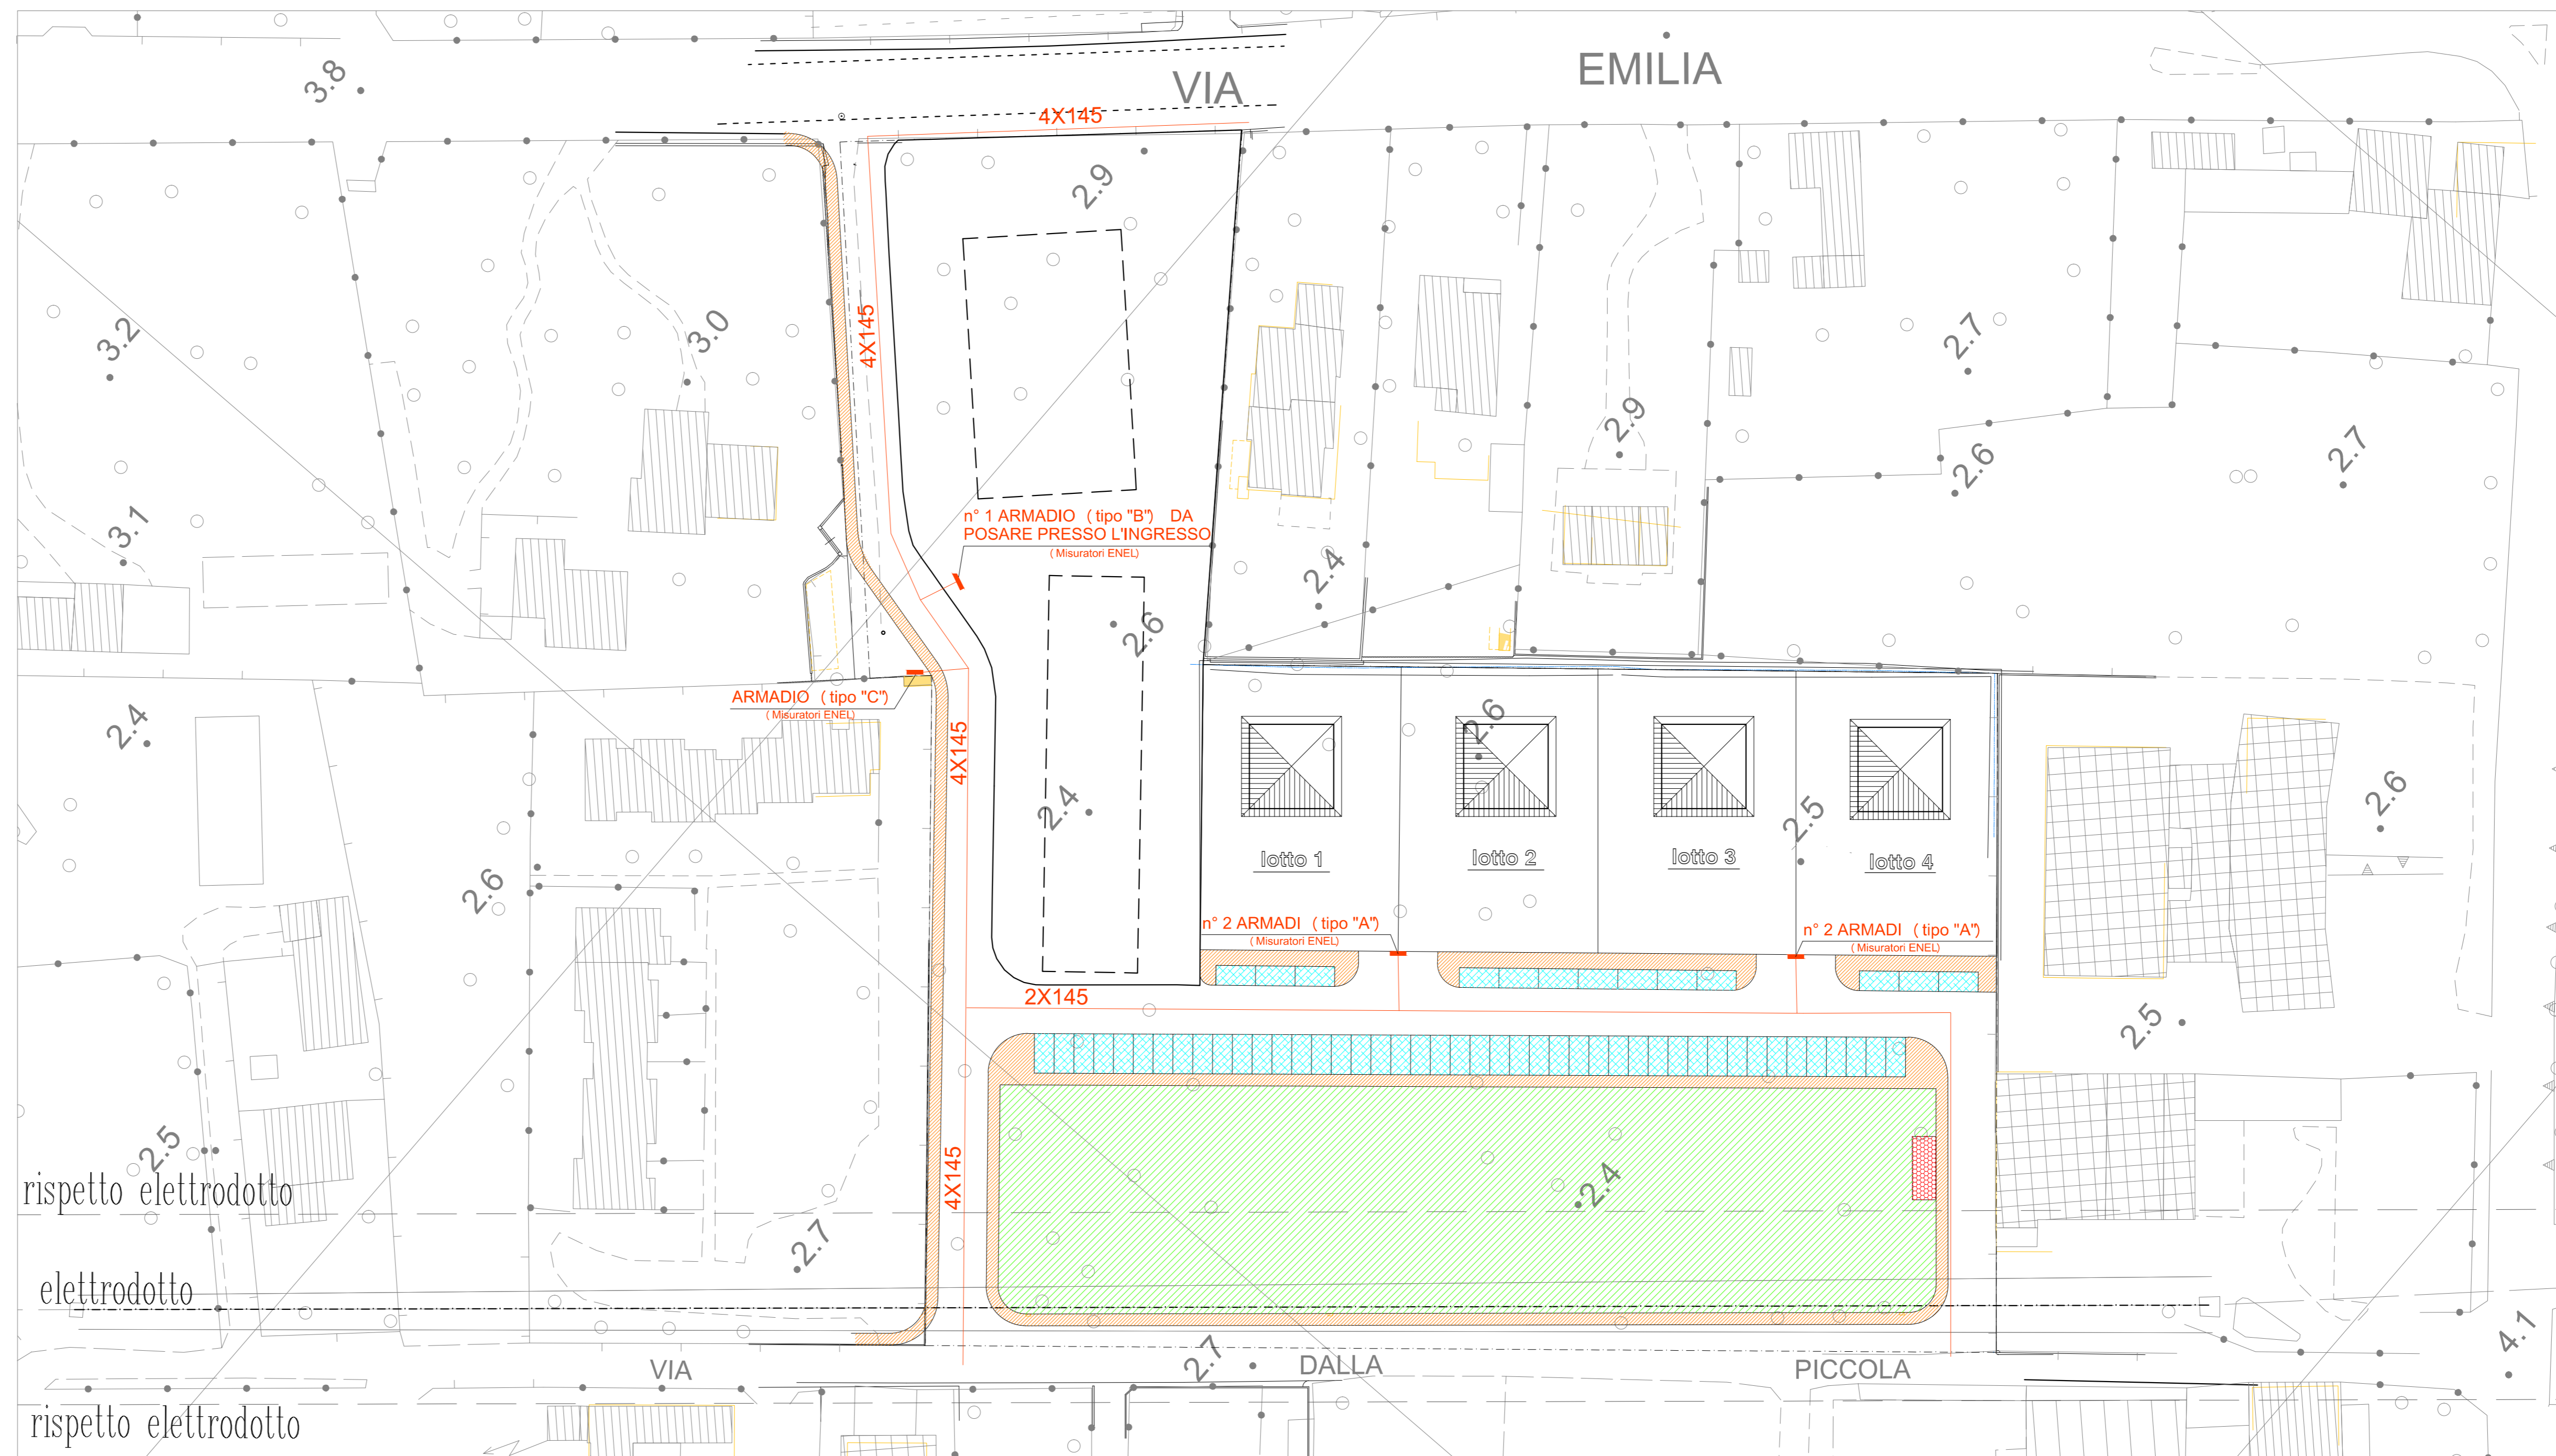 VIA EMILIA
3.8
4X145
2.9
3.2
3.0
4X145
2.7
2.9
2.7
2.6
3.1
n° 1 ARMADIO ( tipo "B") DA
POSARE PRESSO L'INGRESSO
( Misuratori ENEL)
2.4
2.6
ARMADIO ( tipo "C")
( Misuratori ENEL)
2.4
4X145
2.6
2.4
2.5
2.6
lotto 1
lotto 2
lotto 3
lotto 4
2.6
n° 2 ARMADI ( tipo "A")
( Misuratori ENEL)
n° 2 ARMADI ( tipo "A")
( Misuratori ENEL)
2X145
2.5
2.5
4X145
2.4
rispetto elettrodotto
2.7
elettrodotto
4.1
2.7
VIA DALLA PICCOLA
rispetto elettrodotto